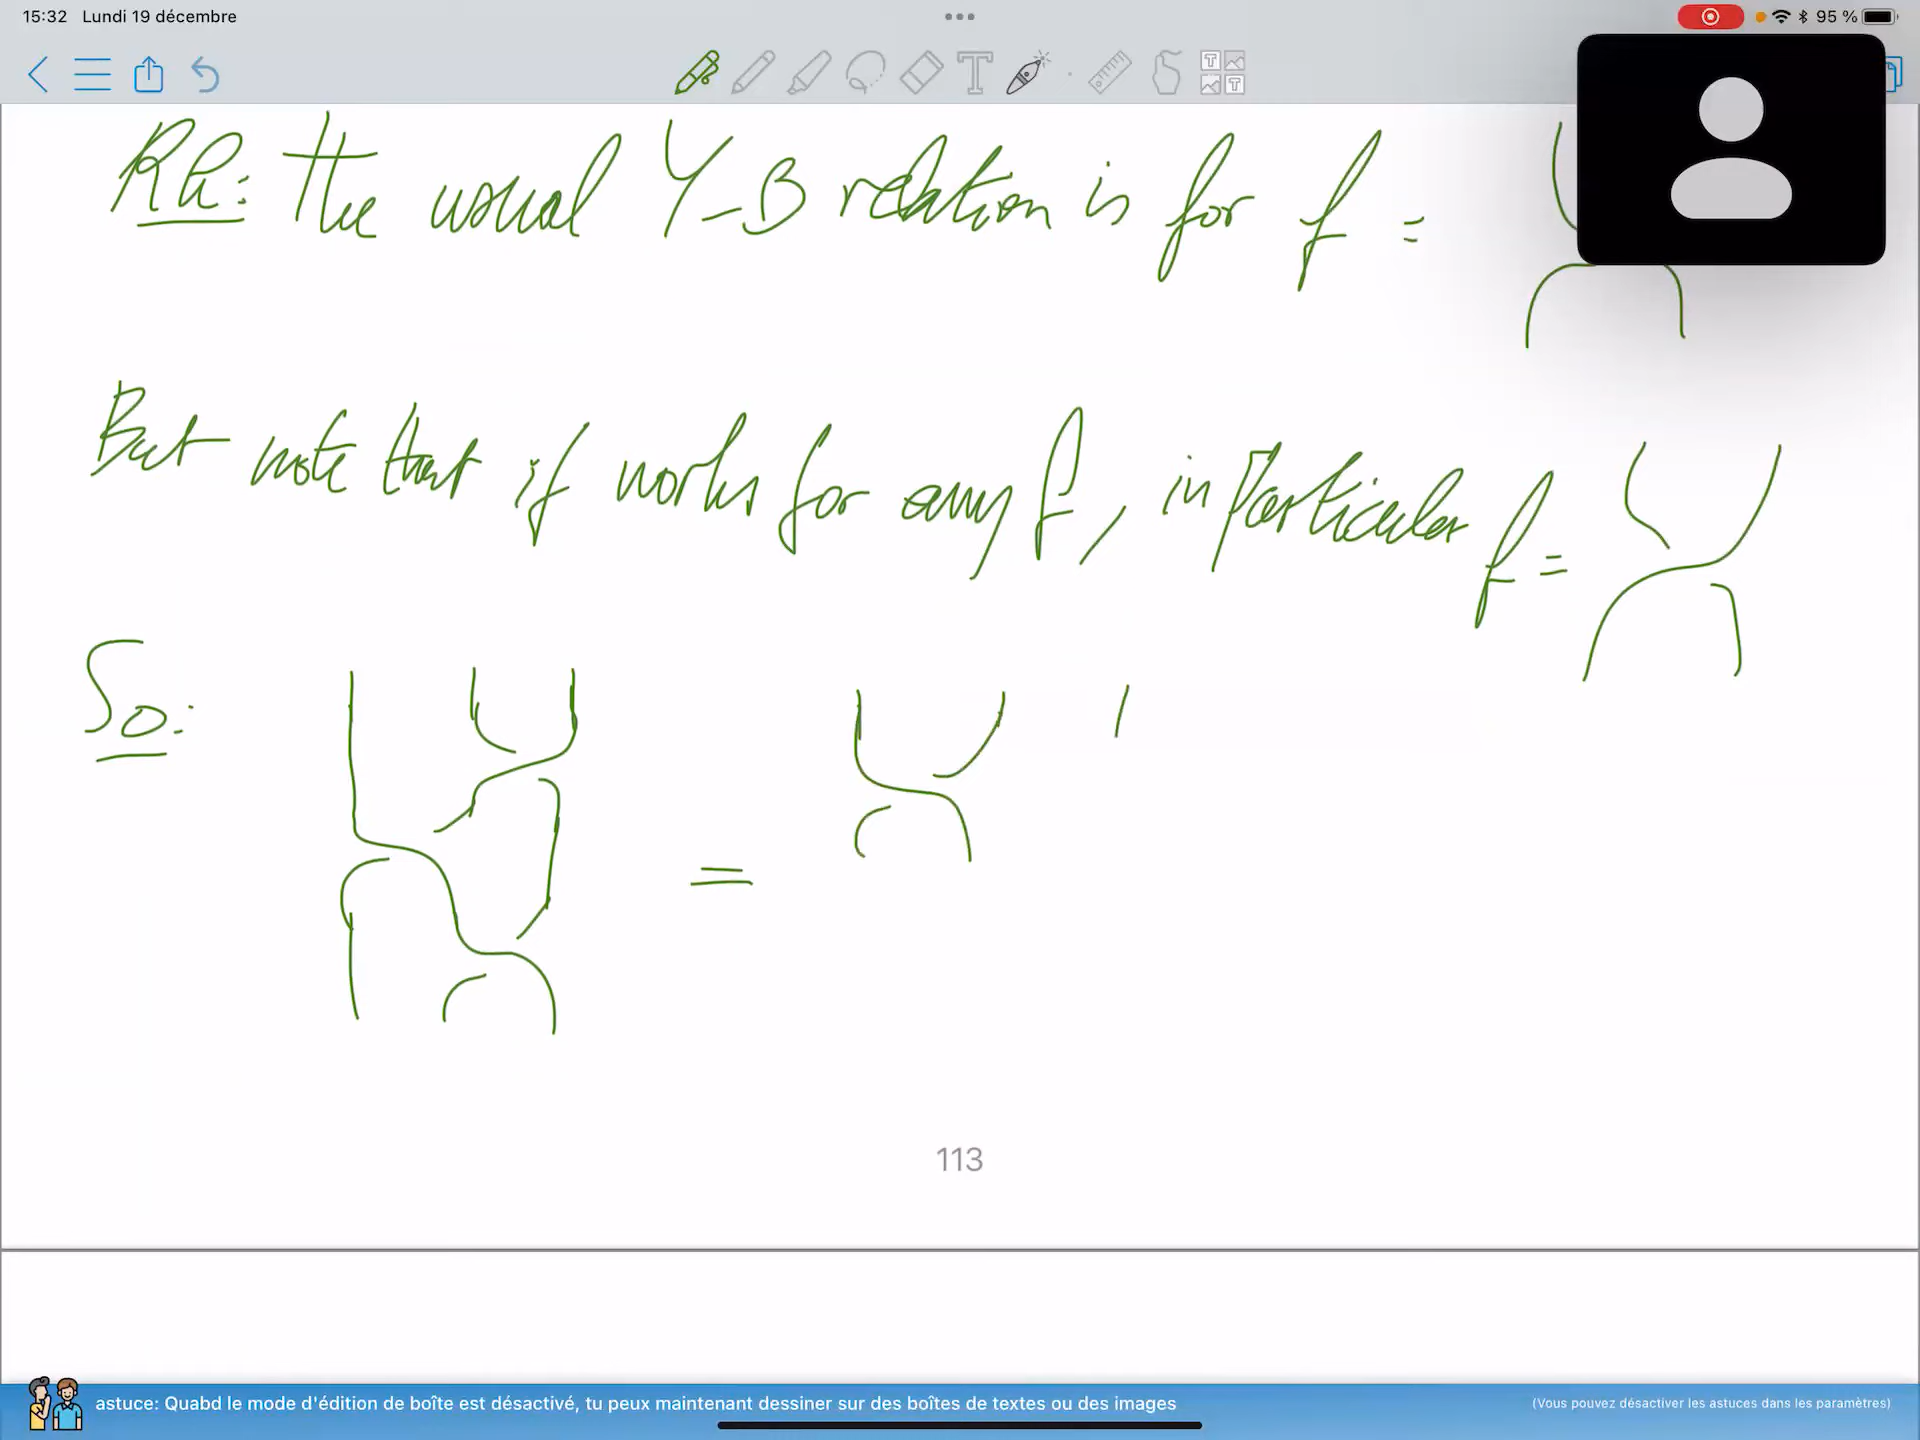 15:32 Lundi 19 décembre
95 %
Rk: the usual Y-B relation is for f =
But note that it works for any f, in particular f =
So:
=
113
astuce: Quabd le mode d'édition de boîte est désactivé, tu peux maintenant dessiner sur des boîtes de textes ou des images
(Vous pouvez désactiver les astuces dans les paramètres)